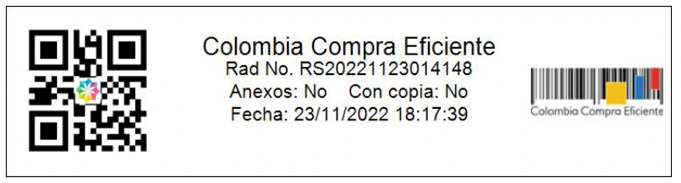 Colombia Compra Eficiente
Rad No. RS20221123014148
Anexos: No Con copia: No
Fecha: 23/11/2022 18:17:39
Colombia Compra Eficiente